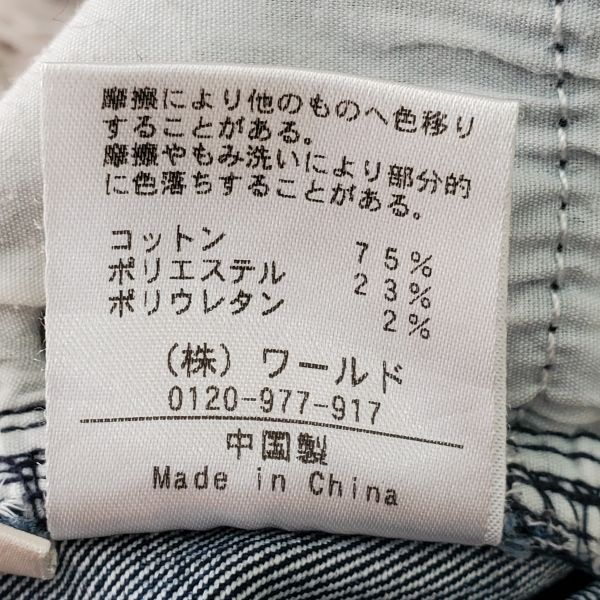 摩擦により他のものへ色移り
することがある。
摩擦やもみ洗いにより部分的
に色落ちすることがある。
コットン 75%
ポリエステル 23%
ポリウレタン 2%
(株) ワールド
0120-977-917
中国製
Made in China